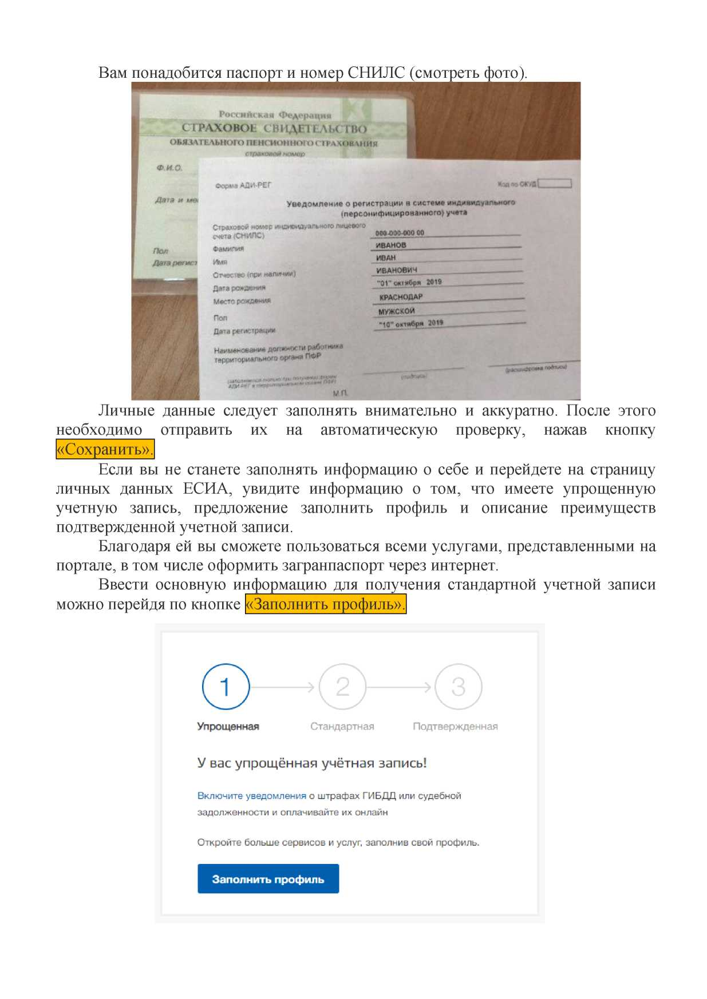 Вам понадобится паспорт и номер СНИЛС (смотреть фото).
Российская Федерация
СТРАХОВОЕ СВИДЕТЕЛЬСТВО
ОБЯЗАТЕЛЬНОГО ПЕНСИОННОГО СТРАХОВАНИЯ
страховой номер
Ф.И.О.
Дата и
Пол
Дата
Форма АДИ-РЕГ
Код по ОКУД
Уведомление о регистрации в системе индивидуального
(персонифицированного) учета
Страховой номер индивидуального лицевого
счета (СНИЛС) 000-000-000 00
Фамилия ИВАНОВ
Имя ИВАН
Отчество (при наличии) ИВАНОВИЧ
Дата рождения "01" октября 2019
Место рождения КРАСНОДАР
Пол МУЖСКОЙ
Дата регистрации "10" октября 2019
Наименование должности работника
территориального органа ПФР
(подпись) (расшифровка подписи)
(заполняется только при получении формы
АДИ-РЕГ в территориальном органе ПФР)
М.П.
Личные данные следует заполнять внимательно и аккуратно. После этого
необходимо отправить их на автоматическую проверку, нажав кнопку
«Сохранить».
Если вы не станете заполнять информацию о себе и перейдете на страницу
личных данных ЕСИА, увидите информацию о том, что имеете упрощенную
учетную запись, предложение заполнить профиль и описание преимуществ
подтвержденной учетной записи.
Благодаря ей вы сможете пользоваться всеми услугами, представленными на
портале, в том числе оформить загранпаспорт через интернет.
Ввести основную информацию для получения стандартной учетной записи
можно перейдя по кнопке «Заполнить профиль».
1 2 3
Упрощенная Стандартная Подтвержденная
У вас упрощённая учётная запись!
Включите уведомления о штрафах ГИБДД или судебной
задолженности и оплачивайте их онлайн
Откройте больше сервисов и услуг, заполнив свой профиль.
Заполнить профиль